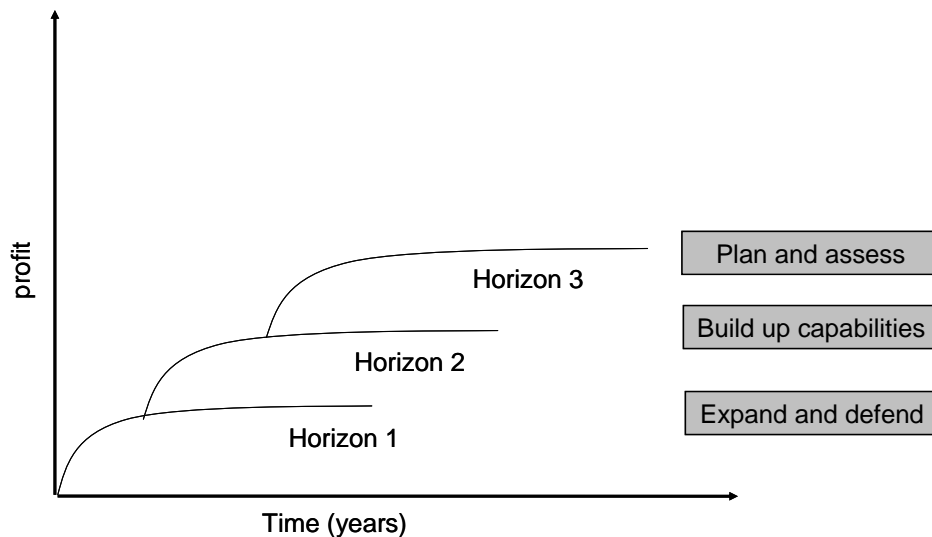 profit
Horizon 3
Plan and assess
Horizon 2
Build up capabilities
Horizon 1
Expand and defend
Time (years)